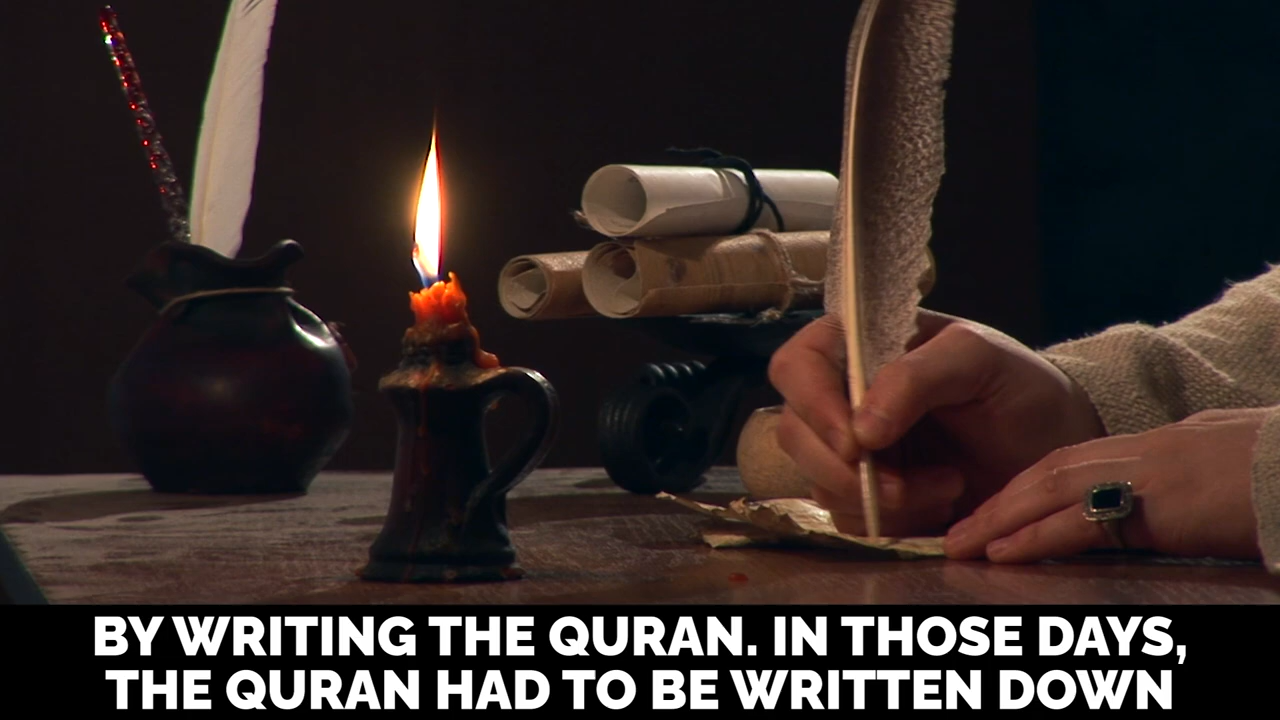 BY WRITING THE QURAN. IN THOSE DAYS,
THE QURAN HAD TO BE WRITTEN DOWN